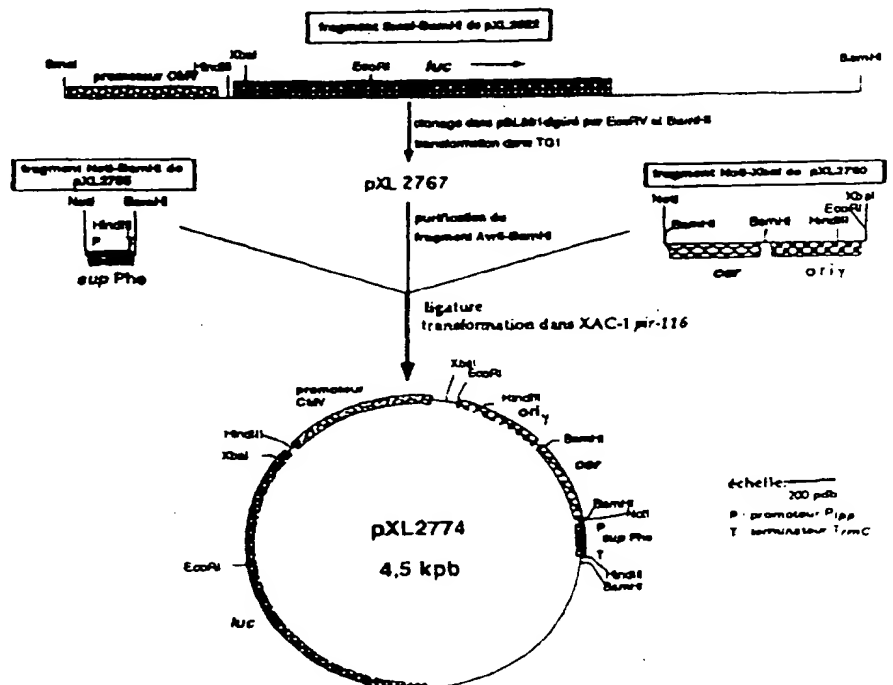 fragment BamHI de pXL2622
BmnI
promoteur CMV
HindIII
XbaI
EcoRI
luc
BamHI
clonage dans pSL301 digéré par EcoRV et BamHI
transformation dans TG1
fragment NotI-BamHI de
NotI
BamHI
HindIII
P
sup Phe
pXL 2767
purification du
fragment AvrII-BamHI
fragment NotI-XbaI de pXL2760
NotI
XbaI
EcoRI
BamHI
BamHI
HindIII
cer
ori γ
ligature
transformation dans XAC-1 pir-116
promoteur
CMV
XbaI
EcoRI
HindIII
ori γ
BamHI
cer
HindIII
XbaI
BamHI
NotI
P
sup Phe
T
HindIII
BamHI
EcoRI
luc
pXL2774
4,5 kpb
échelle:
200 pdb
P : promoteur P lpp
T : terminateur T rrnC